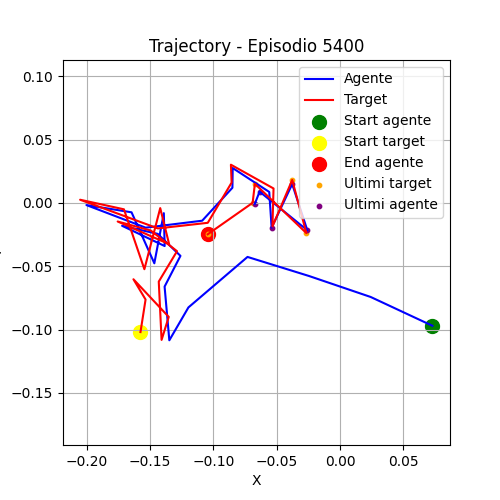 Trajectory - Episodio 5400
0.10
0.05
0.00
−0.05
−0.10
−0.15
−0.20
−0.15
−0.10
−0.05
0.00
0.05
X
Agente
Target
Start agente
Start target
End agente
Ultimi target
Ultimi agente